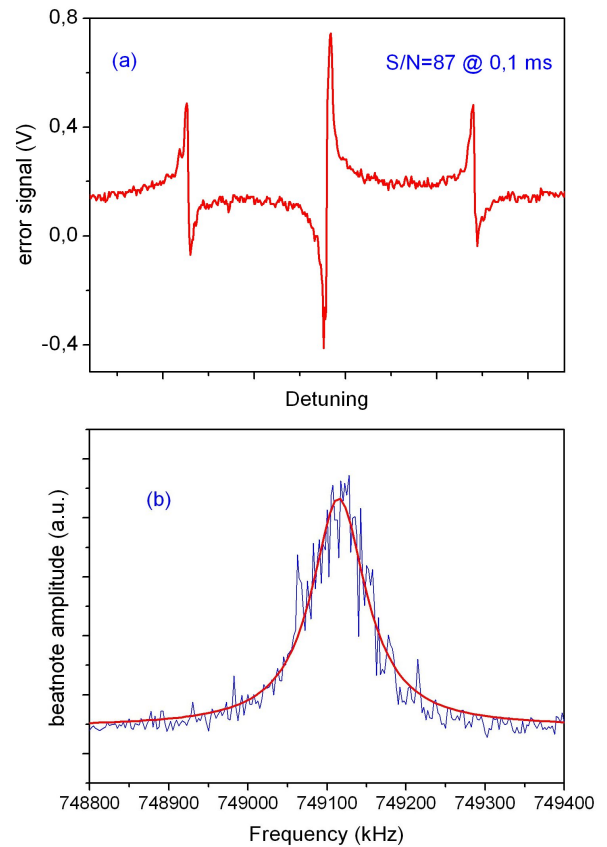 0,8
(a)
S/N=87 @ 0,1 ms
0,4
error signal (V)
0,0
-0,4
Detuning
(b)
beatnote amplitude (a.u.)
748800 748900 749000 749100 749200 749300 749400
Frequency (kHz)